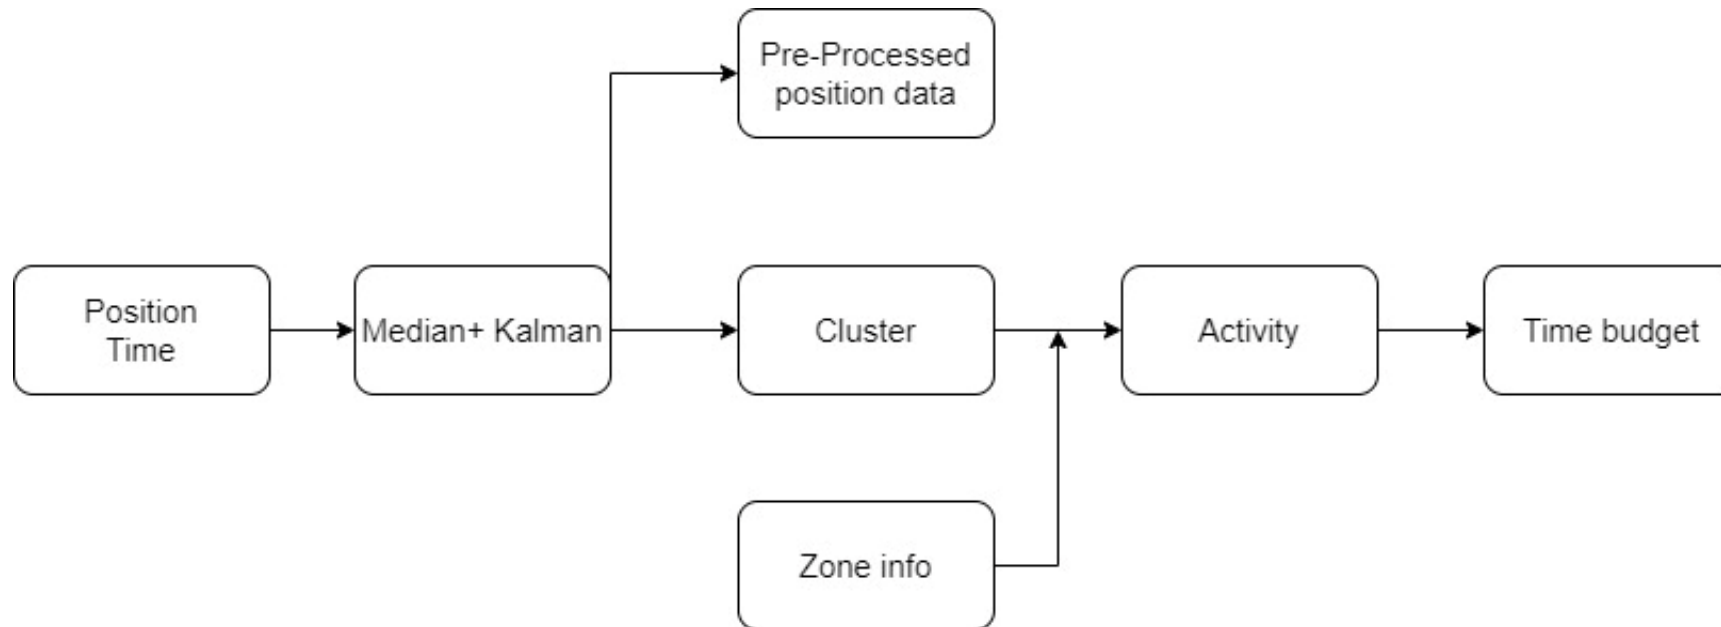 Pre-Processed
position data
Position
Time
Median+ Kalman
Cluster
Activity
Time budget
Zone info